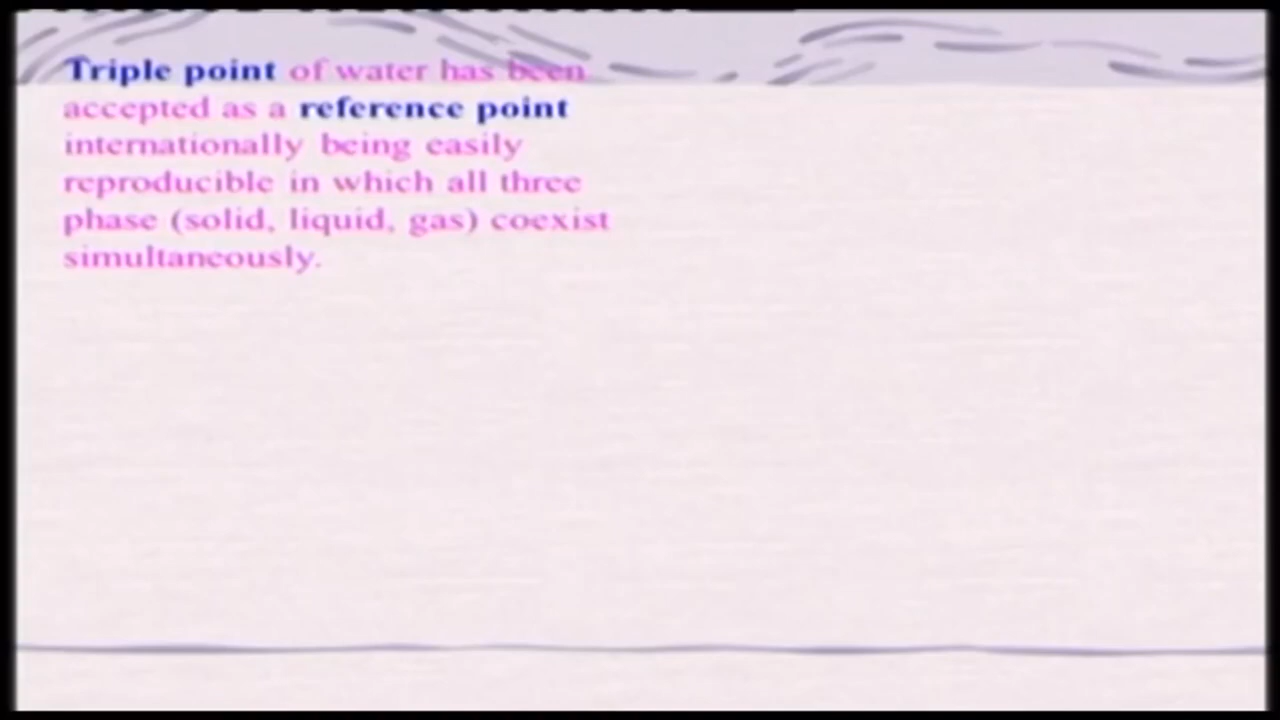 Triple point of water has been
accepted as a reference point
internationally being easily
reproducible in which all three
phase (solid, liquid, gas) coexist
simultaneously.